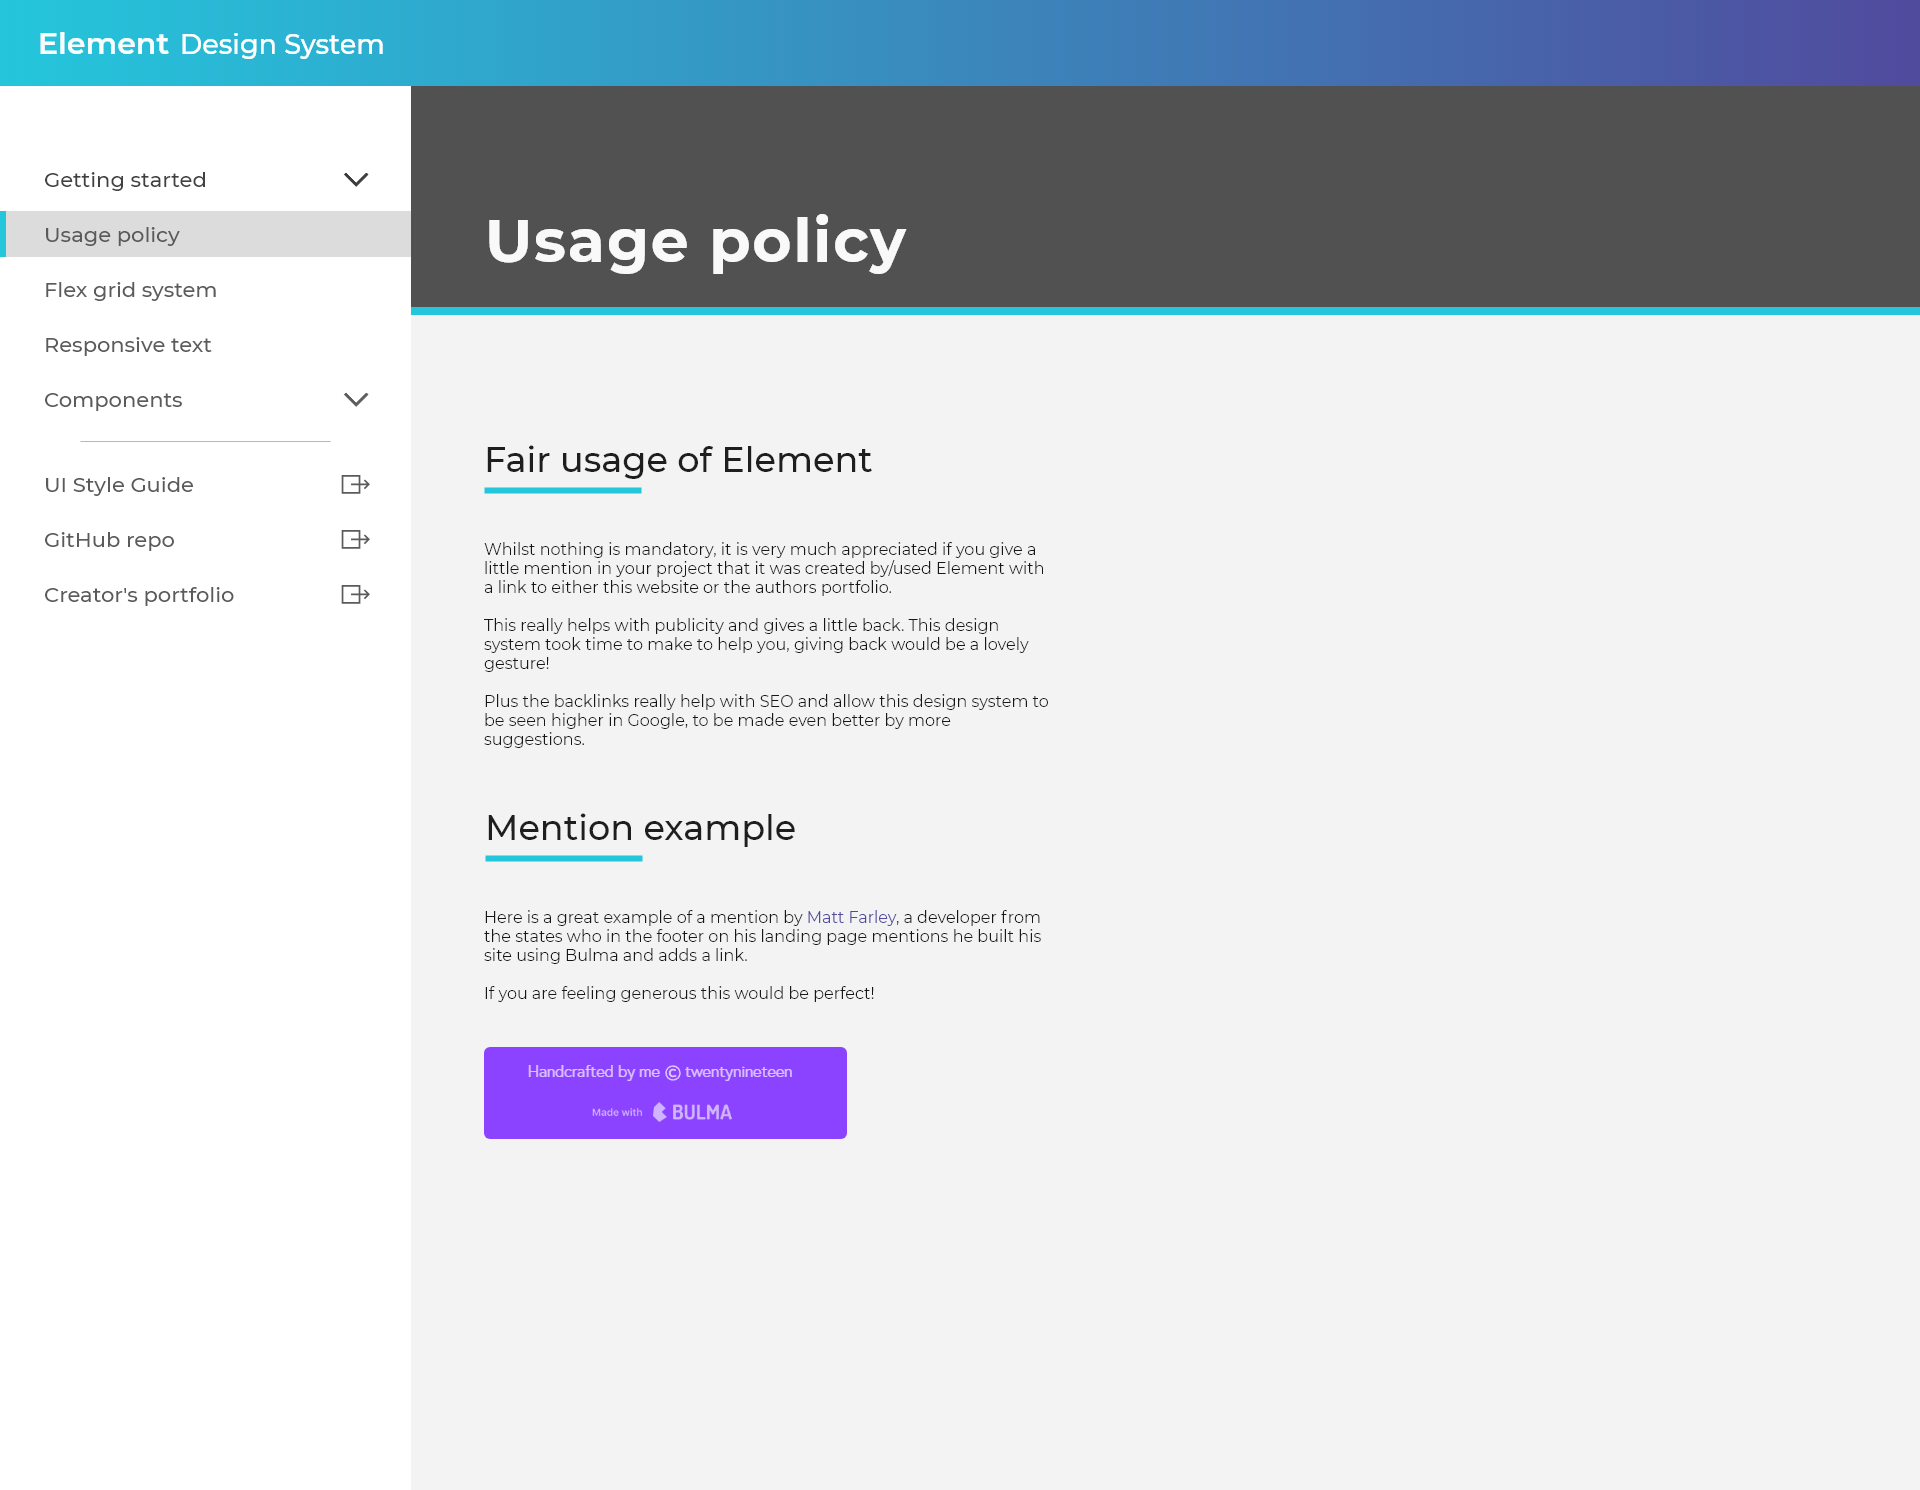 Element Design System
Getting started
Usage policy
Flex grid system
Responsive text
Components
UI Style Guide
GitHub repo
Creator's portfolio
Usage policy
Fair usage of Element
Whilst nothing is mandatory, it is very much appreciated if you give a
little mention in your project that it was created by/used Element with
a link to either this website or the authors portfolio.
This really helps with publicity and gives a little back. This design
system took time to make to help you, giving back would be a lovely
gesture!
Plus the backlinks really help with SEO and allow this design system to
be seen higher in Google, to be made even better by more
suggestions.
Mention example
Here is a great example of a mention by Matt Farley, a developer from
the states who in the footer on his landing page mentions he built his
site using Bulma and adds a link.
If you are feeling generous this would be perfect!
Handcrafted by me © twentynineteen
Made with BULMA